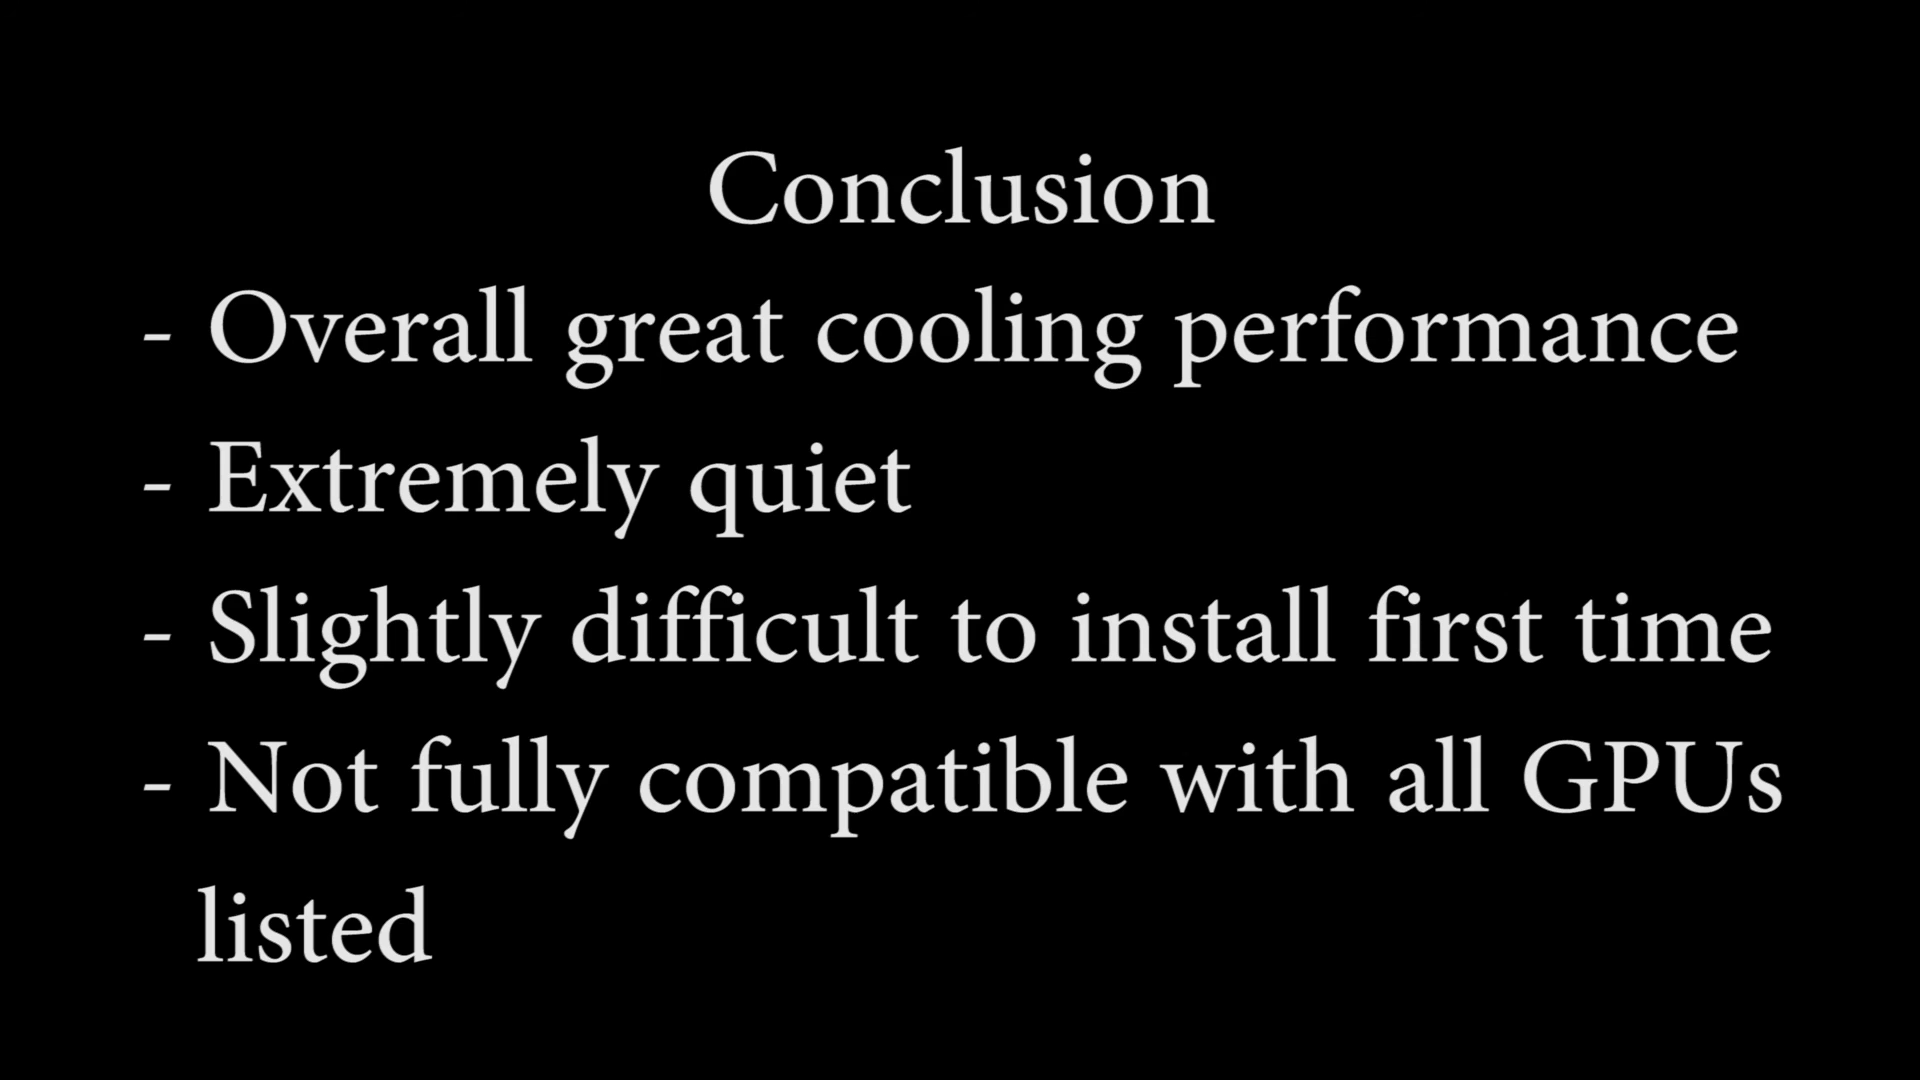 Conclusion
- Overall great cooling performance
- Extremely quiet
- Slightly difficult to install first time
- Not fully compatible with all GPUs
listed